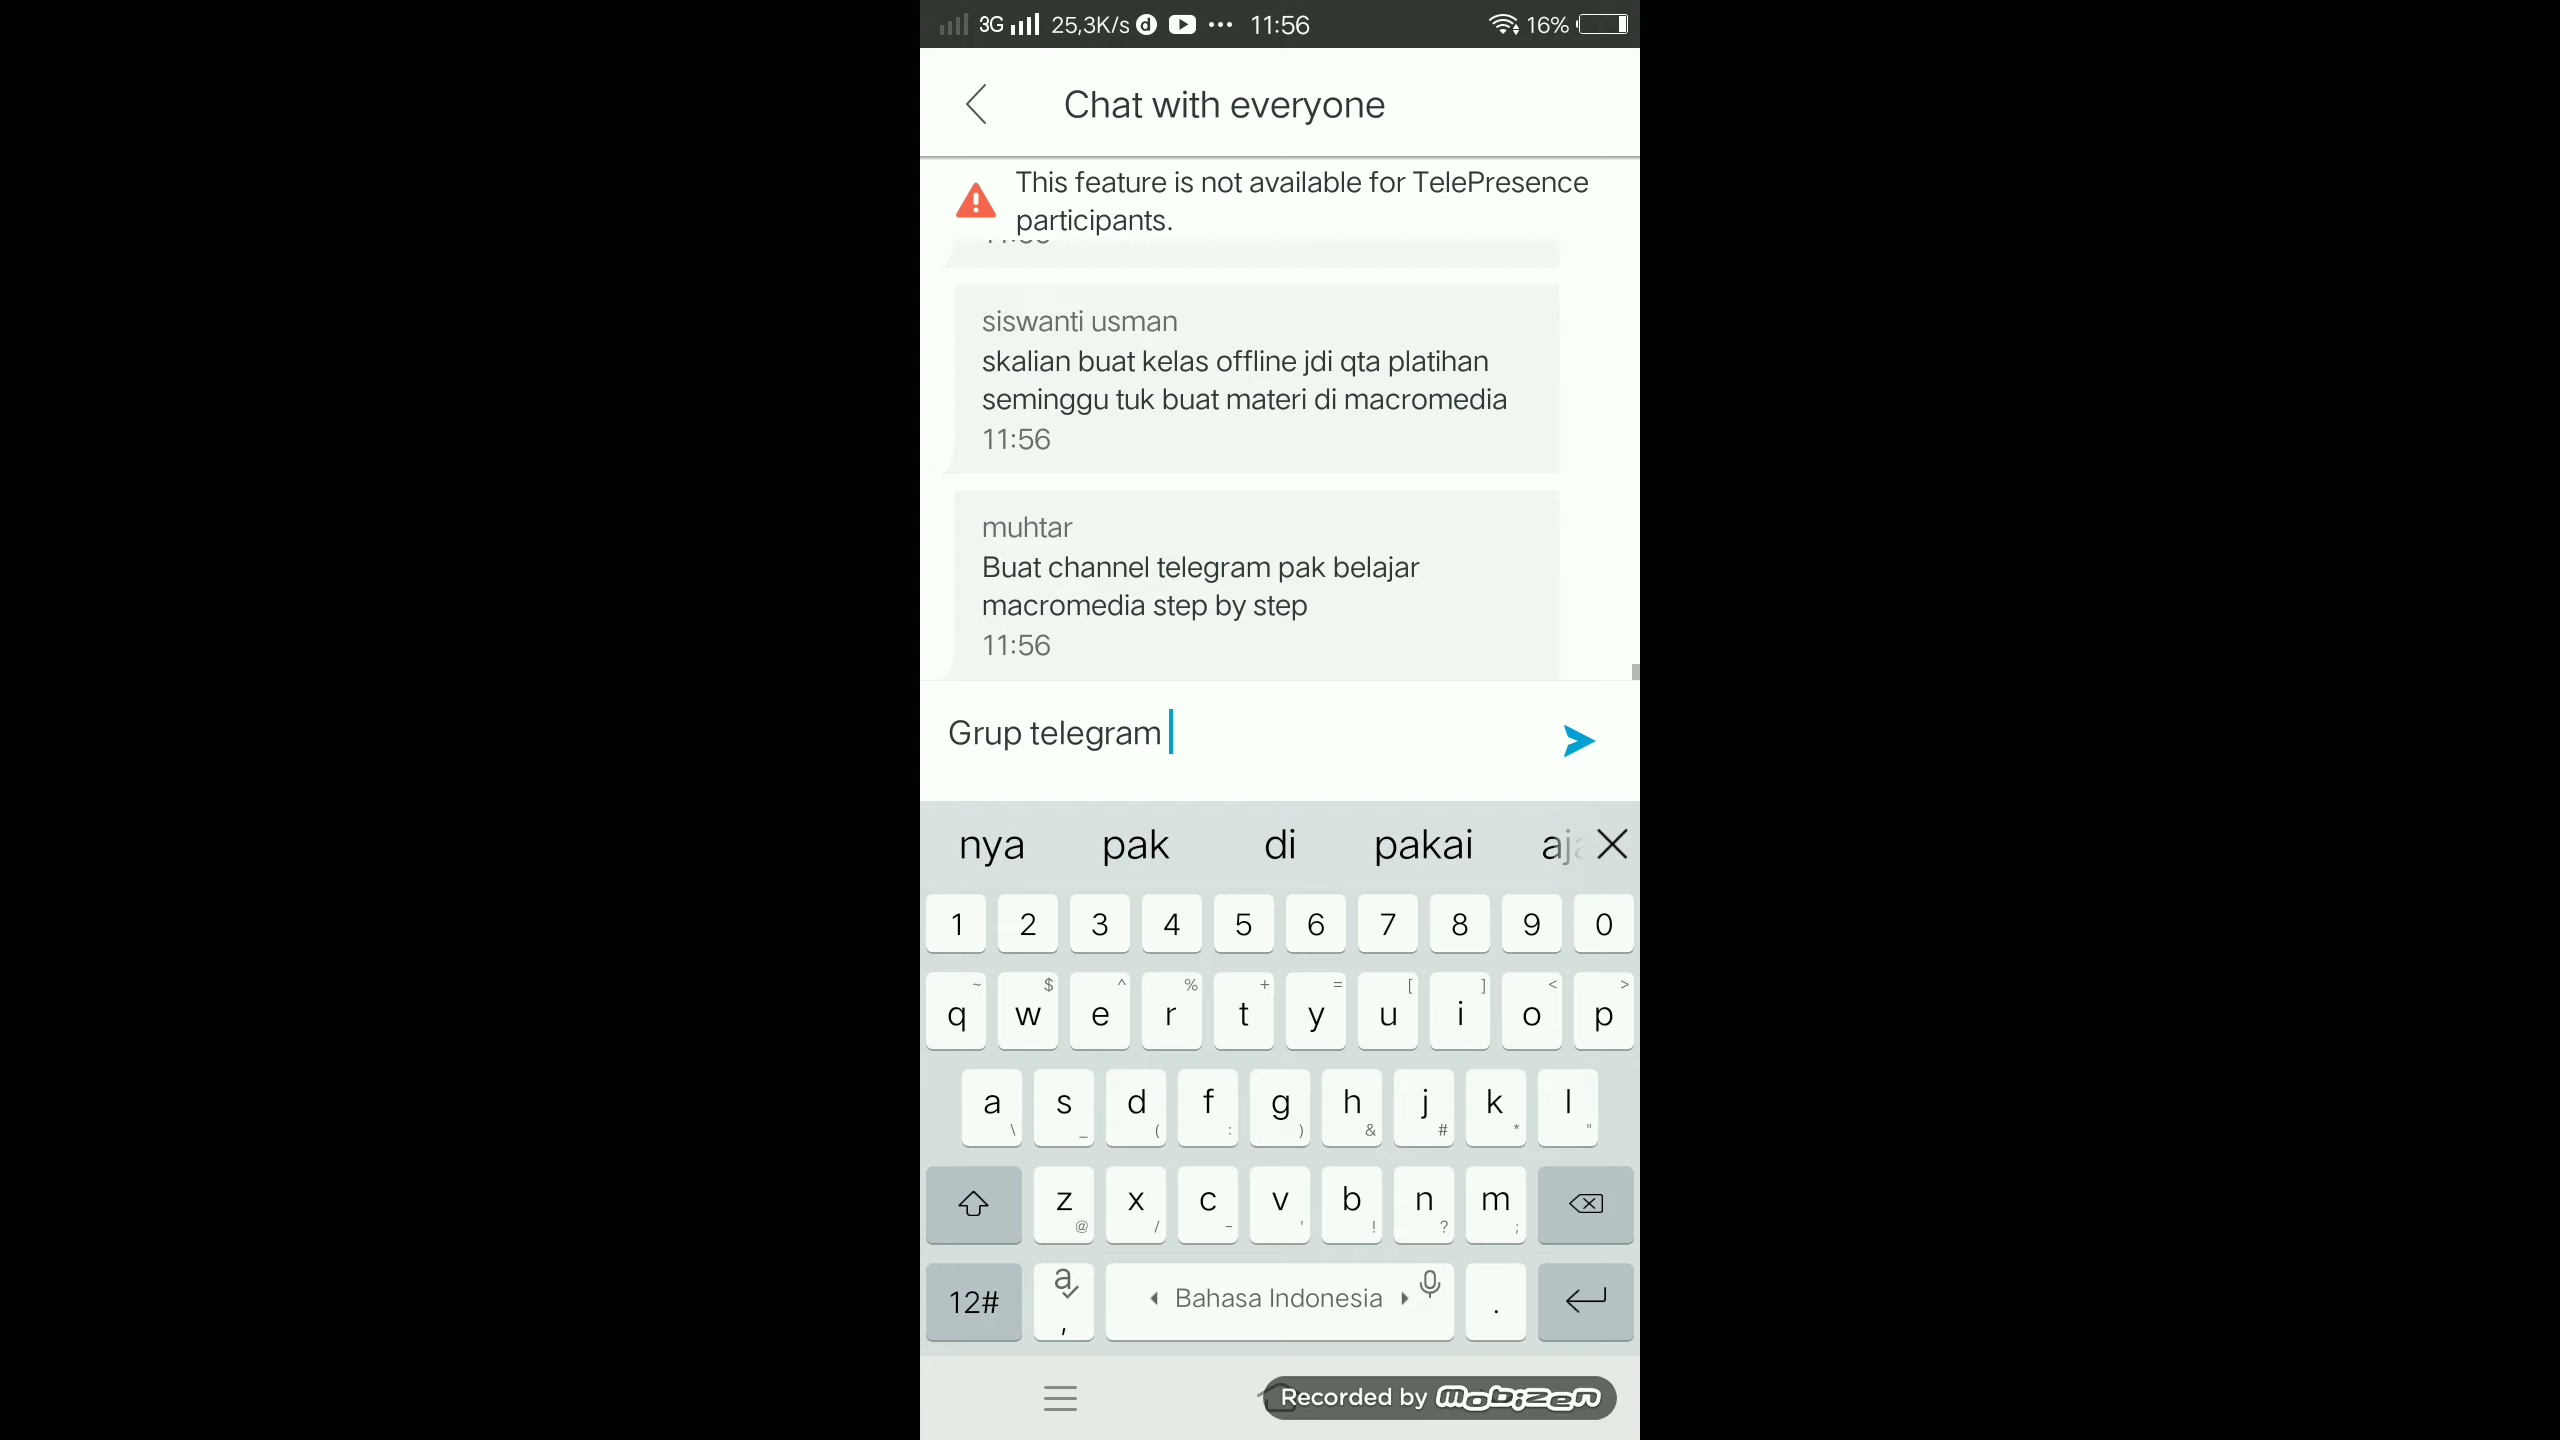 3G 25,3K/s 11:56 16%
Chat with everyone
This feature is not available for TelePresence
participants.
siswanti usman
skalian buat kelas offline jdi qta platihan
seminggu tuk buat materi di macromedia
11:56
muhtar
Buat channel telegram pak belajar
macromedia step by step
11:56
Grup telegram
nya pak di pakai aja
1 2 3 4 5 6 7 8 9 0
~ $ ^ % + = [ ] < >
q w e r t y u i o p
a s d f g h j k l
\ _ ( : ) & # * "
z x c v b n m
@ / - ' ! ? ;
12# a , Bahasa Indonesia .
Recorded by mobizen